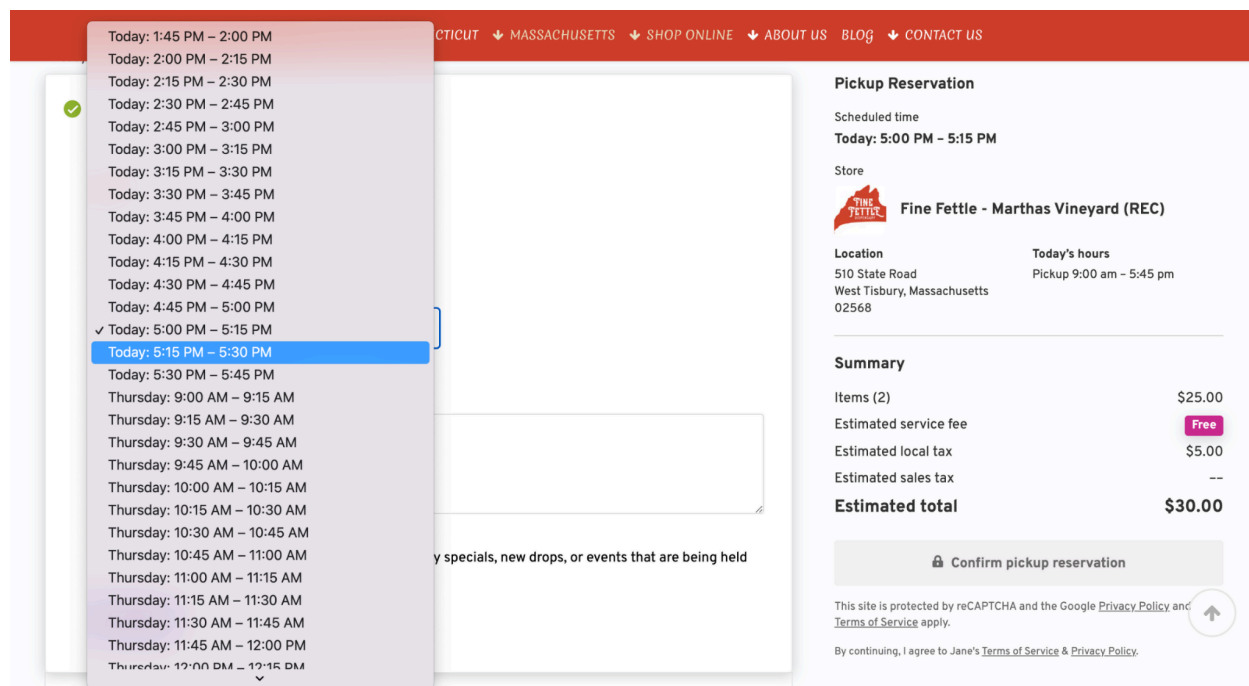 CTICUT MASSACHUSETTS SHOP ONLINE ABOUT US BLOG CONTACT US
Today: 1:45 PM – 2:00 PM
Today: 2:00 PM – 2:15 PM
Today: 2:15 PM – 2:30 PM
Today: 2:30 PM – 2:45 PM
Today: 2:45 PM – 3:00 PM
Today: 3:00 PM – 3:15 PM
Today: 3:15 PM – 3:30 PM
Today: 3:30 PM – 3:45 PM
Today: 3:45 PM – 4:00 PM
Today: 4:00 PM – 4:15 PM
Today: 4:15 PM – 4:30 PM
Today: 4:30 PM – 4:45 PM
Today: 4:45 PM – 5:00 PM
✓ Today: 5:00 PM – 5:15 PM
Today: 5:15 PM – 5:30 PM
Today: 5:30 PM – 5:45 PM
Thursday: 9:00 AM – 9:15 AM
Thursday: 9:15 AM – 9:30 AM
Thursday: 9:30 AM – 9:45 AM
Thursday: 9:45 AM – 10:00 AM
Thursday: 10:00 AM – 10:15 AM
Thursday: 10:15 AM – 10:30 AM
Thursday: 10:30 AM – 10:45 AM
Thursday: 10:45 AM – 11:00 AM
Thursday: 11:00 AM – 11:15 AM
Thursday: 11:15 AM – 11:30 AM
Thursday: 11:30 AM – 11:45 AM
Thursday: 11:45 AM – 12:00 PM
Thursday: 12:00 PM – 12:15 PM
y specials, new drops, or events that are being held
Pickup Reservation
Scheduled time
Today: 5:00 PM – 5:15 PM
Store
FINE
FETTLE
Fine Fettle - Marthas Vineyard (REC)
Location
510 State Road
West Tisbury, Massachusetts
02568
Today's hours
Pickup 9:00 am – 5:45 pm
Summary
Items (2) $25.00
Estimated service fee Free
Estimated local tax $5.00
Estimated sales tax --
Estimated total $30.00
Confirm pickup reservation
This site is protected by reCAPTCHA and the Google Privacy Policy and
Terms of Service apply.
By continuing, I agree to Jane's Terms of Service & Privacy Policy.